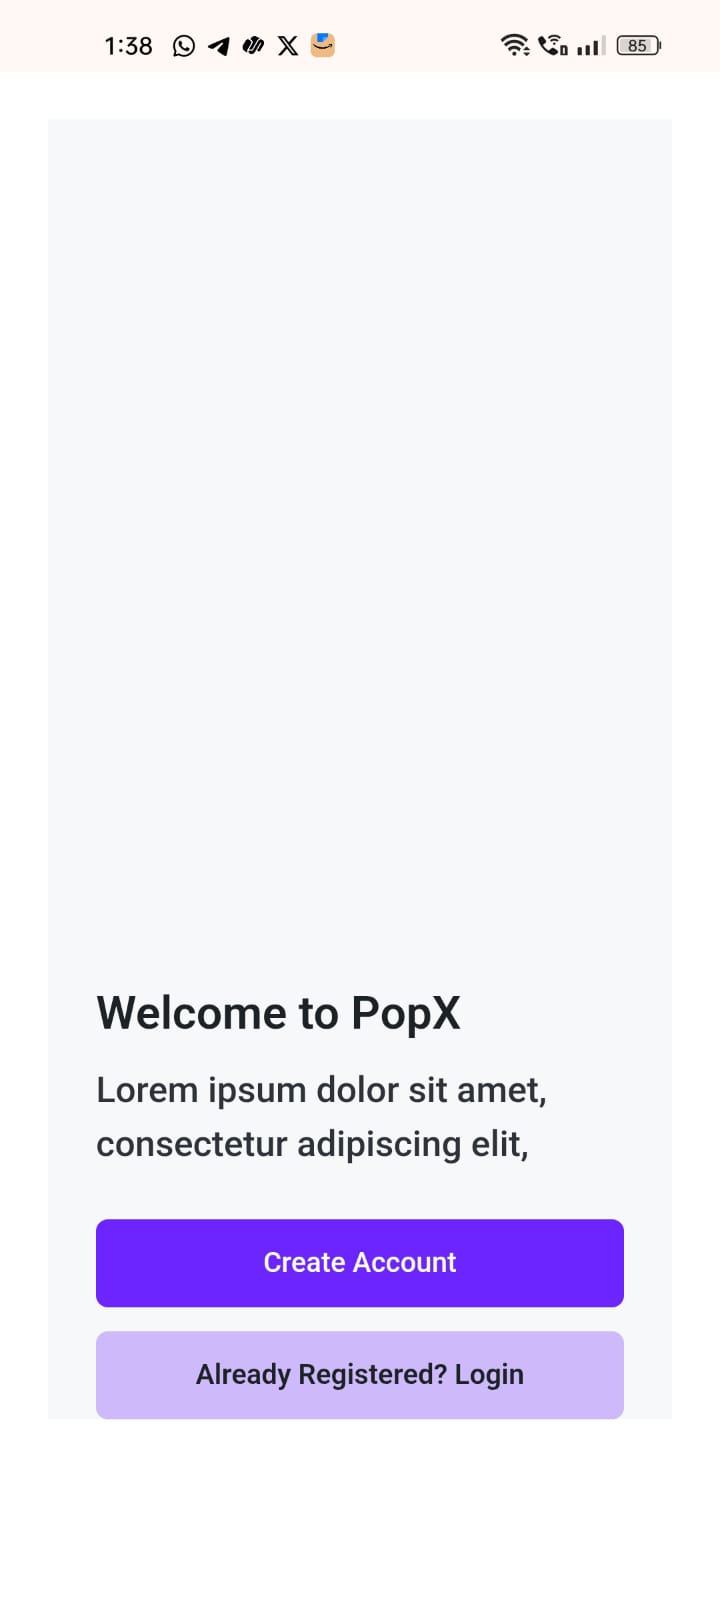 1:38
85
Welcome to PopX
Lorem ipsum dolor sit amet,
consectetur adipiscing elit,
Create Account
Already Registered? Login